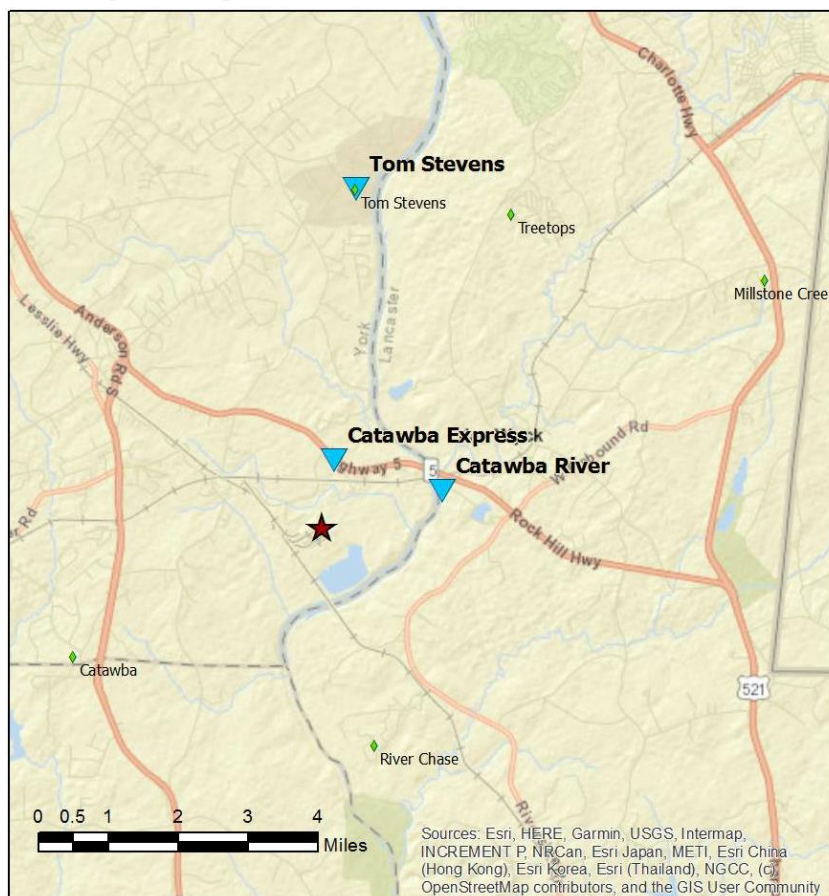 Charlotte Hwy
Tom Stevens
Tom Stevens
Treetops
Millstone Cree
Lesslie Hwy
Anderson Rd S
York
Lancaster
Catawba Express
ghway 5
5
Catawba River
Rd
Rock Hill Hwy
Catawba
521
River Chase
0 0.5 1 2 3 4
Miles
Sources: Esri, HERE, Garmin, USGS, Intermap,
INCREMENT P, NRCan, Esri Japan, METI, Esri China
(Hong Kong), Esri Korea, Esri (Thailand), NGCC, (c)
OpenStreetMap contributors, and the GIS User Community